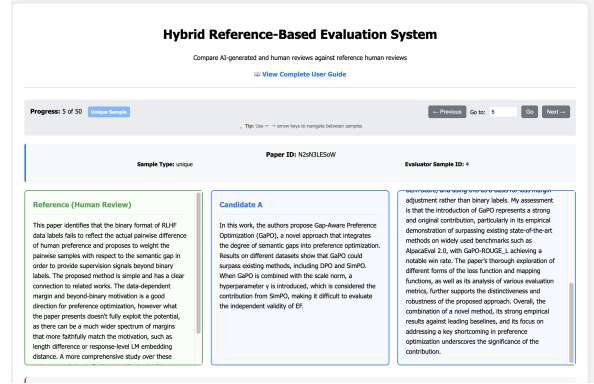 Hybrid Reference-Based Evaluation System
Compare AI-generated and human reviews against reference human reviews
📖 View Complete User Guide
Progress: 5 of 50 Unique Sample
← Previous Go to: 5 Go Next →
💡 Tip: Use ← → arrow keys to navigate between samples
Paper ID: N2sN3LESoW
Sample Type: unique
Evaluator Sample ID: 4
Reference (Human Review)
This paper identifies that the binary format of RLHF
data labels fails to reflect the actual pairwise difference
of human preference and proposes to weight the
pairwise samples with respect to the semantic gap in
order to provide supervision signals beyond binary
labels. The proposed method is simple and has a clear
connection to related works. The data-dependent
margin and beyond-binary motivation is a good
direction for preference optimization, however what
the paper presents doesn't fully exploit the potential,
as there can be a much wider spectrum of margins
that more faithfully match the motivation, such as
length difference or response-level LM embedding
distance. A more comprehensive study over these
Candidate A
In this work, the authors propose Gap-Aware Preference
Optimization (GaPO), a novel approach that integrates
the degree of semantic gaps into preference optimization.
Results on different datasets show that GaPO could
surpass existing methods, including DPO and SimPO.
When GaPO is combined with the scale norm, a
hyperparameter γ is introduced, which is considered the
contribution from SimPO, making it difficult to evaluate
the independent validity of EF.
adjustment rather than binary labels. My assessment
is that the introduction of GaPO represents a strong
and original contribution, particularly in its empirical
demonstration of surpassing existing state-of-the-art
methods on widely used benchmarks such as
AlpacaEval 2.0, with GaPO-ROUGE_L achieving a
notable win rate. The paper's thorough exploration of
different forms of the loss function and mapping
functions, as well as its analysis of various evaluation
metrics, further supports the distinctiveness and
robustness of the proposed approach. Overall, the
combination of a novel method, its strong empirical
results against leading baselines, and its focus on
addressing a key shortcoming in preference
optimization underscores the significance of the
contribution.